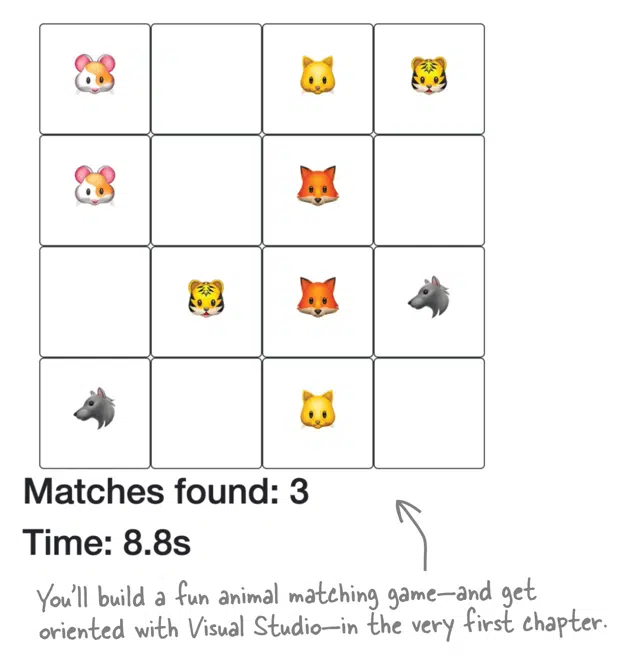 Matches found: 3
Time: 8.8s
You'll build a fun animal matching game—and get
oriented with Visual Studio—in the very first chapter.